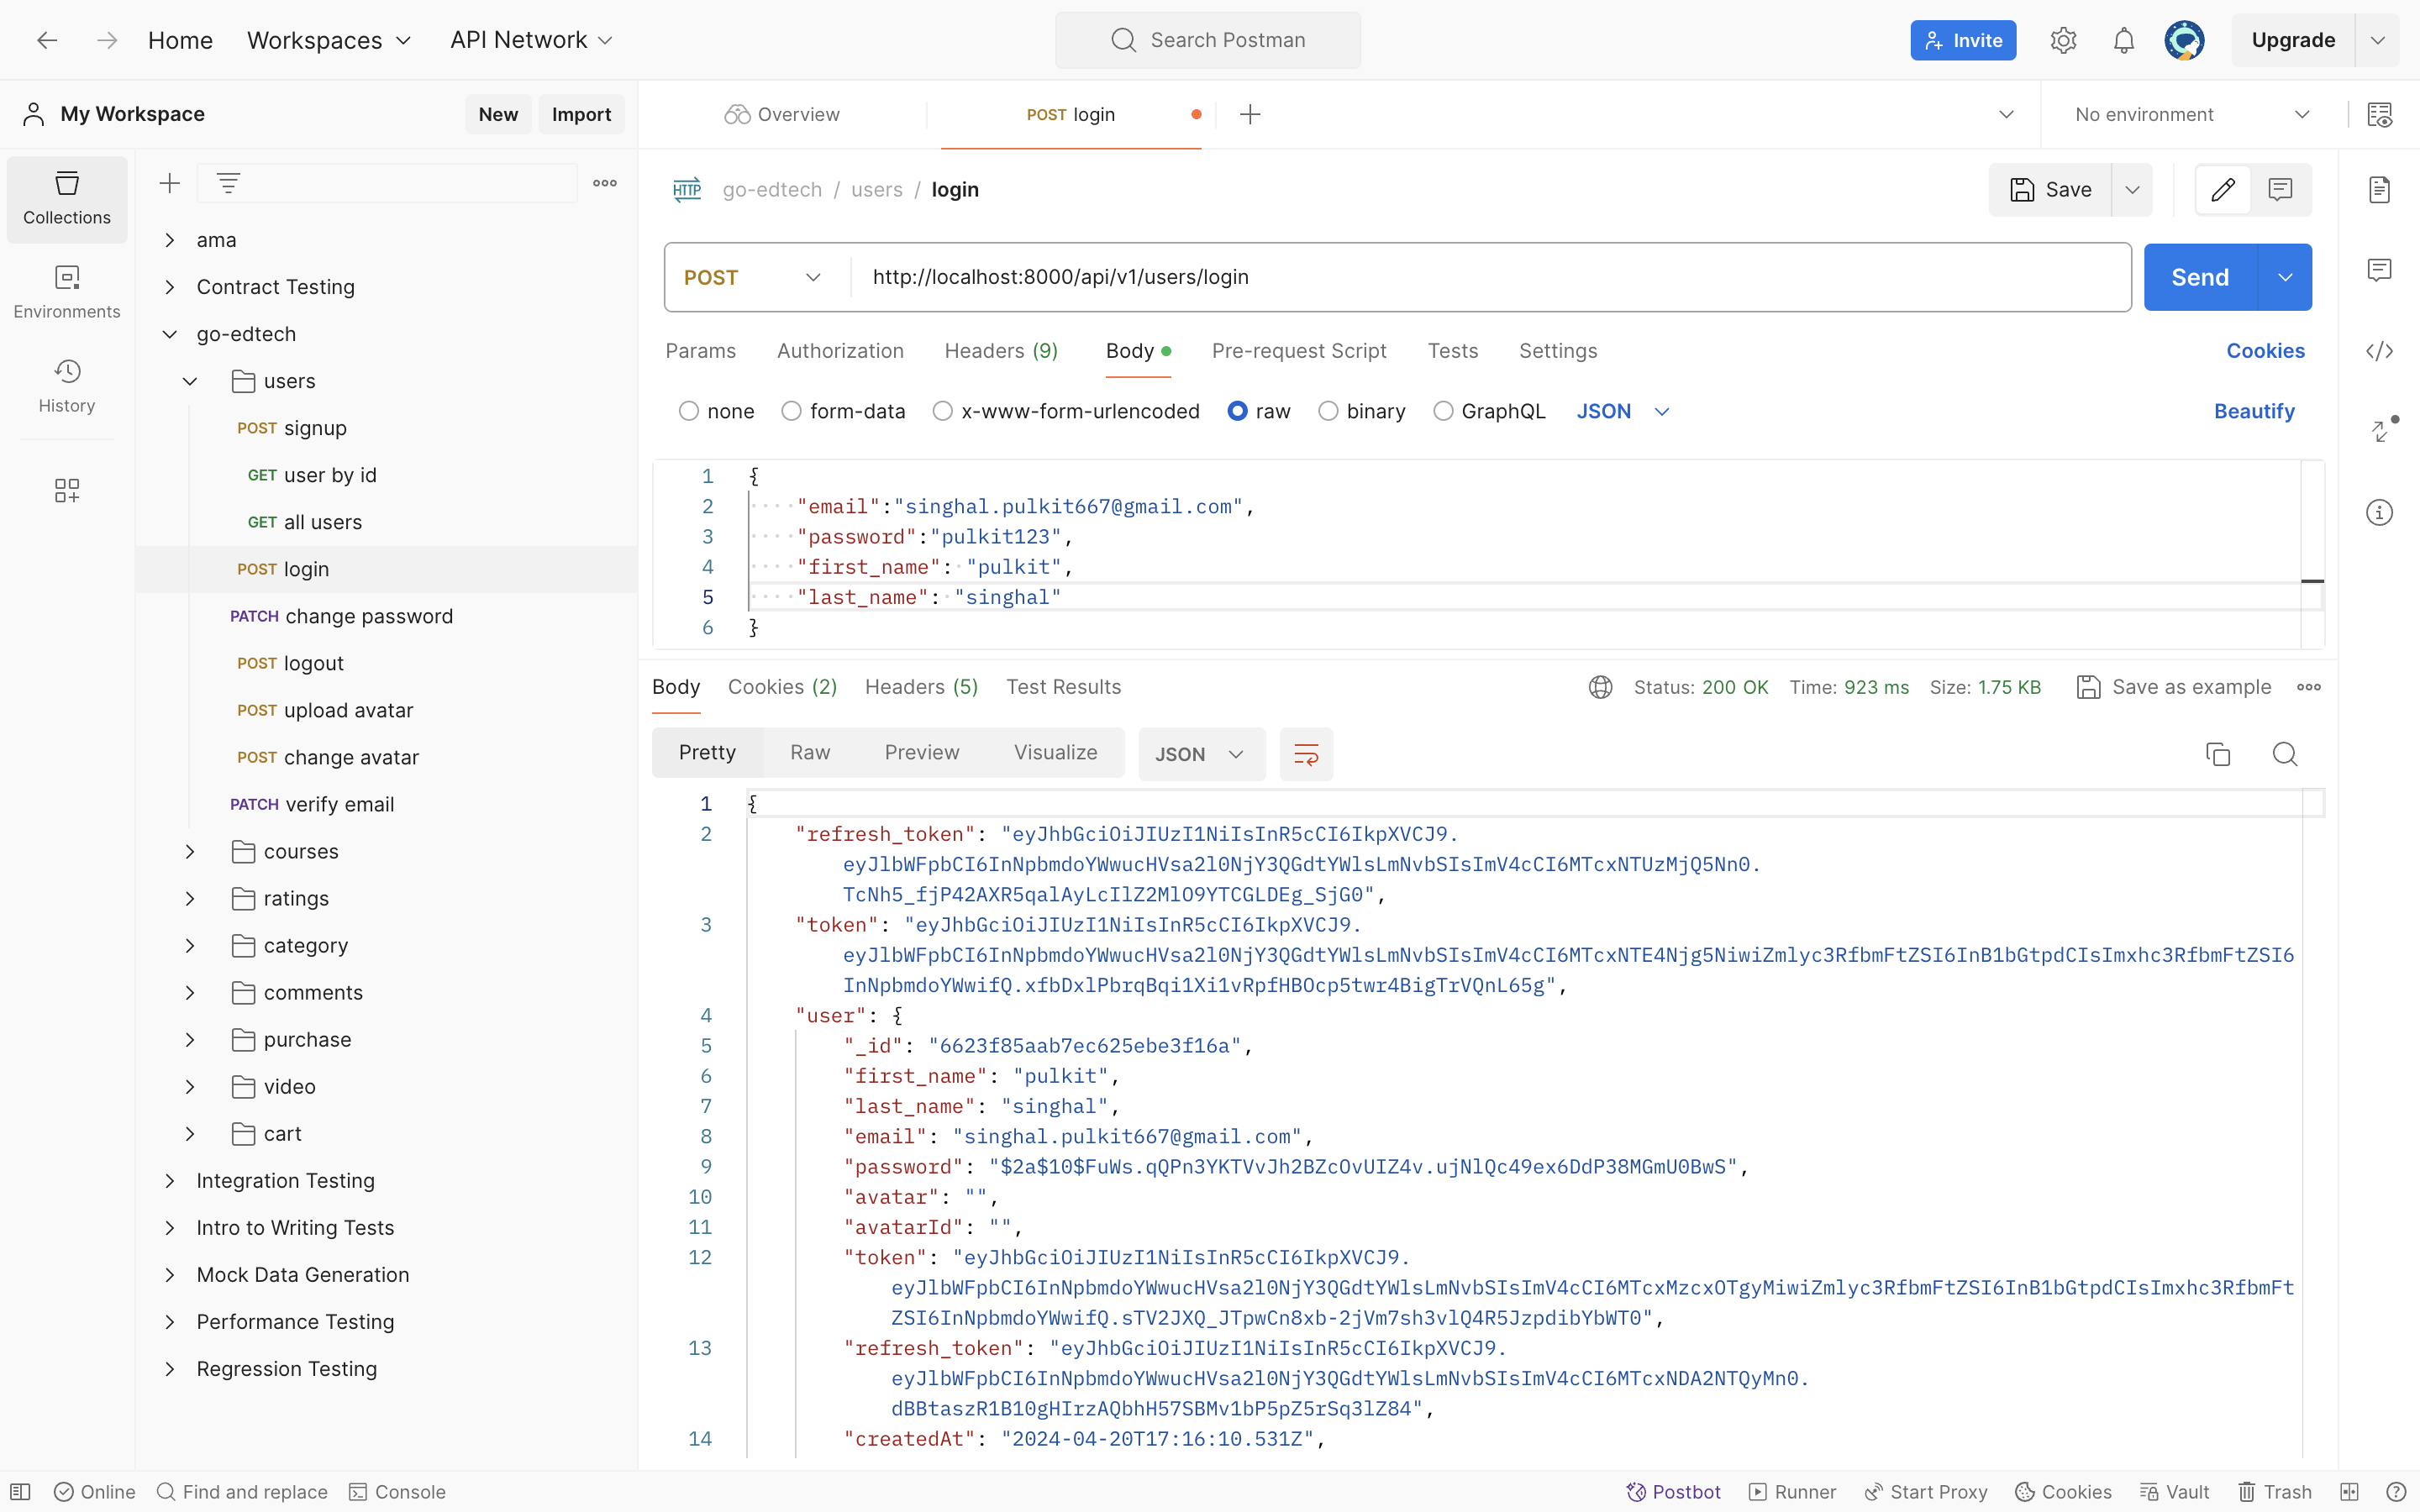 Home Workspaces API Network Search Postman Invite Upgrade
My Workspace New Import
Overview POST login No environment
Collections
Environments
History
ama
Contract Testing
go-edtech
users
POST signup
GET user by id
GET all users
POST login
PATCH change password
POST logout
POST upload avatar
POST change avatar
PATCH verify email
courses
ratings
category
comments
purchase
video
cart
Integration Testing
Intro to Writing Tests
Mock Data Generation
Performance Testing
Regression Testing
HTTP go-edtech / users / login Save
POST http://localhost:8000/api/v1/users/login Send
Params Authorization Headers (9) Body Pre-request Script Tests Settings Cookies
none form-data x-www-form-urlencoded raw binary GraphQL JSON Beautify
1 {
2 "email":"singhal.pulkit667@gmail.com",
3 "password":"pulkit123",
4 "first_name": "pulkit",
5 "last_name": "singhal"
6 }
Body Cookies (2) Headers (5) Test Results Status: 200 OK Time: 923 ms Size: 1.75 KB Save as example
Pretty Raw Preview Visualize JSON
1 {
2 "refresh_token": "eyJhbGciOiJIUzI1NiIsInR5cCI6IkpXVCJ9.
eyJlbWFpbCI6InNpbmdoYWwucHVsa2l0NjY3QGdtYWlsLmNvbSIsImV4cCI6MTcxNTUzMjQ5Nn0.
TcNh5_fjP42AXR5qalAyLcIlZ2MlO9YTCGLDEg_SjG0",
3 "token": "eyJhbGciOiJIUzI1NiIsInR5cCI6IkpXVCJ9.
eyJlbWFpbCI6InNpbmdoYWwucHVsa2l0NjY3QGdtYWlsLmNvbSIsImV4cCI6MTcxNTE4Njg5NiwiZmlyc3RfbmFtZSI6InB1bGtpdCIsImxhc3RfbmFtZSI6
InNpbmdoYWwifQ.xfbDxlPbrqBqi1Xi1vRpfHBOcp5twr4BigTrVQnL65g",
4 "user": {
5 "_id": "6623f85aab7ec625ebe3f16a",
6 "first_name": "pulkit",
7 "last_name": "singhal",
8 "email": "singhal.pulkit667@gmail.com",
9 "password": "$2a$10$FuWs.qQPn3YKTVvJh2BZcOvUIZ4v.ujNlQc49ex6DdP38MGmU0BwS",
10 "avatar": "",
11 "avatarId": "",
12 "token": "eyJhbGciOiJIUzI1NiIsInR5cCI6IkpXVCJ9.
eyJlbWFpbCI6InNpbmdoYWwucHVsa2l0NjY3QGdtYWlsLmNvbSIsImV4cCI6MTcxMzcxOTgyMiwiZmlyc3RfbmFtZSI6InB1bGtpdCIsImxhc3RfbmFt
ZSI6InNpbmdoYWwifQ.sTV2JXQ_JTpwCn8xb-2jVm7sh3vlQ4R5JzpdibYbWT0",
13 "refresh_token": "eyJhbGciOiJIUzI1NiIsInR5cCI6IkpXVCJ9.
eyJlbWFpbCI6InNpbmdoYWwucHVsa2l0NjY3QGdtYWlsLmNvbSIsImV4cCI6MTcxNDA2NTQyMn0.
dBBtaszR1B10gHIrzAQbhH57SBMv1bP5pZ5rSq3lZ84",
14 "createdAt": "2024-04-20T17:16:10.531Z",
Online Find and replace Console Postbot Runner Start Proxy Cookies Vault Trash